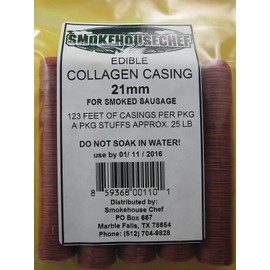 SMOKEHOUSECHEF
EDIBLE
COLLAGEN CASING
21mm
FOR SMOKED SAUSAGE
123 FEET OF CASINGS PER PKG
A PKG STUFFS APPROX. 25 LB
DO NOT SOAK IN WATER!
use by 01/ 11 / 2016
8 59368 00110 1
Distributed by:
Smokehouse Chef
PO Box 667
Marble Falls, TX 78654
Phone: (512) 704-9828